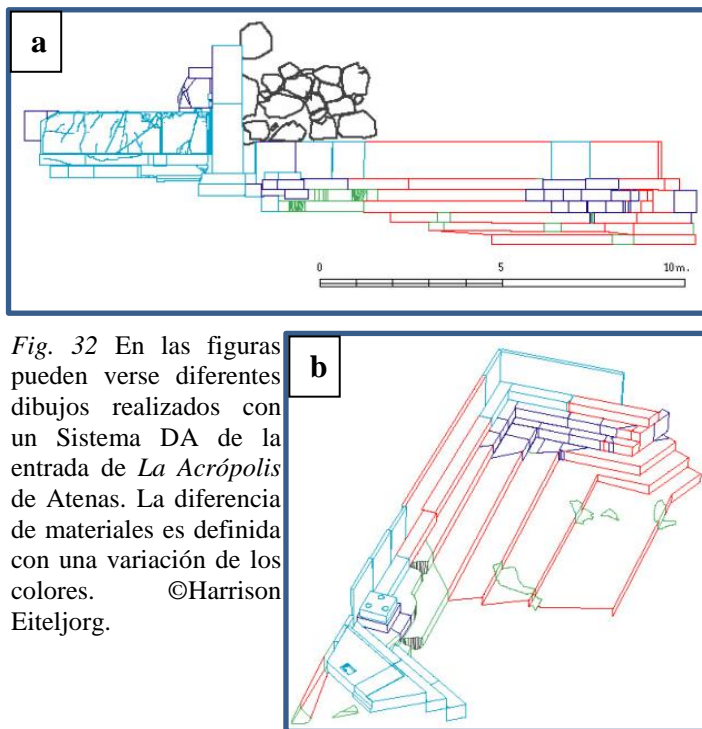 a
0 5 10 m.
Fig. 32 En las figuras
pueden verse diferentes
dibujos realizados con
un Sistema DA de la
entrada de La Acrópolis
de Atenas. La diferencia
de materiales es definida
con una variación de los
colores. ©Harrison
Eiteljorg.
b